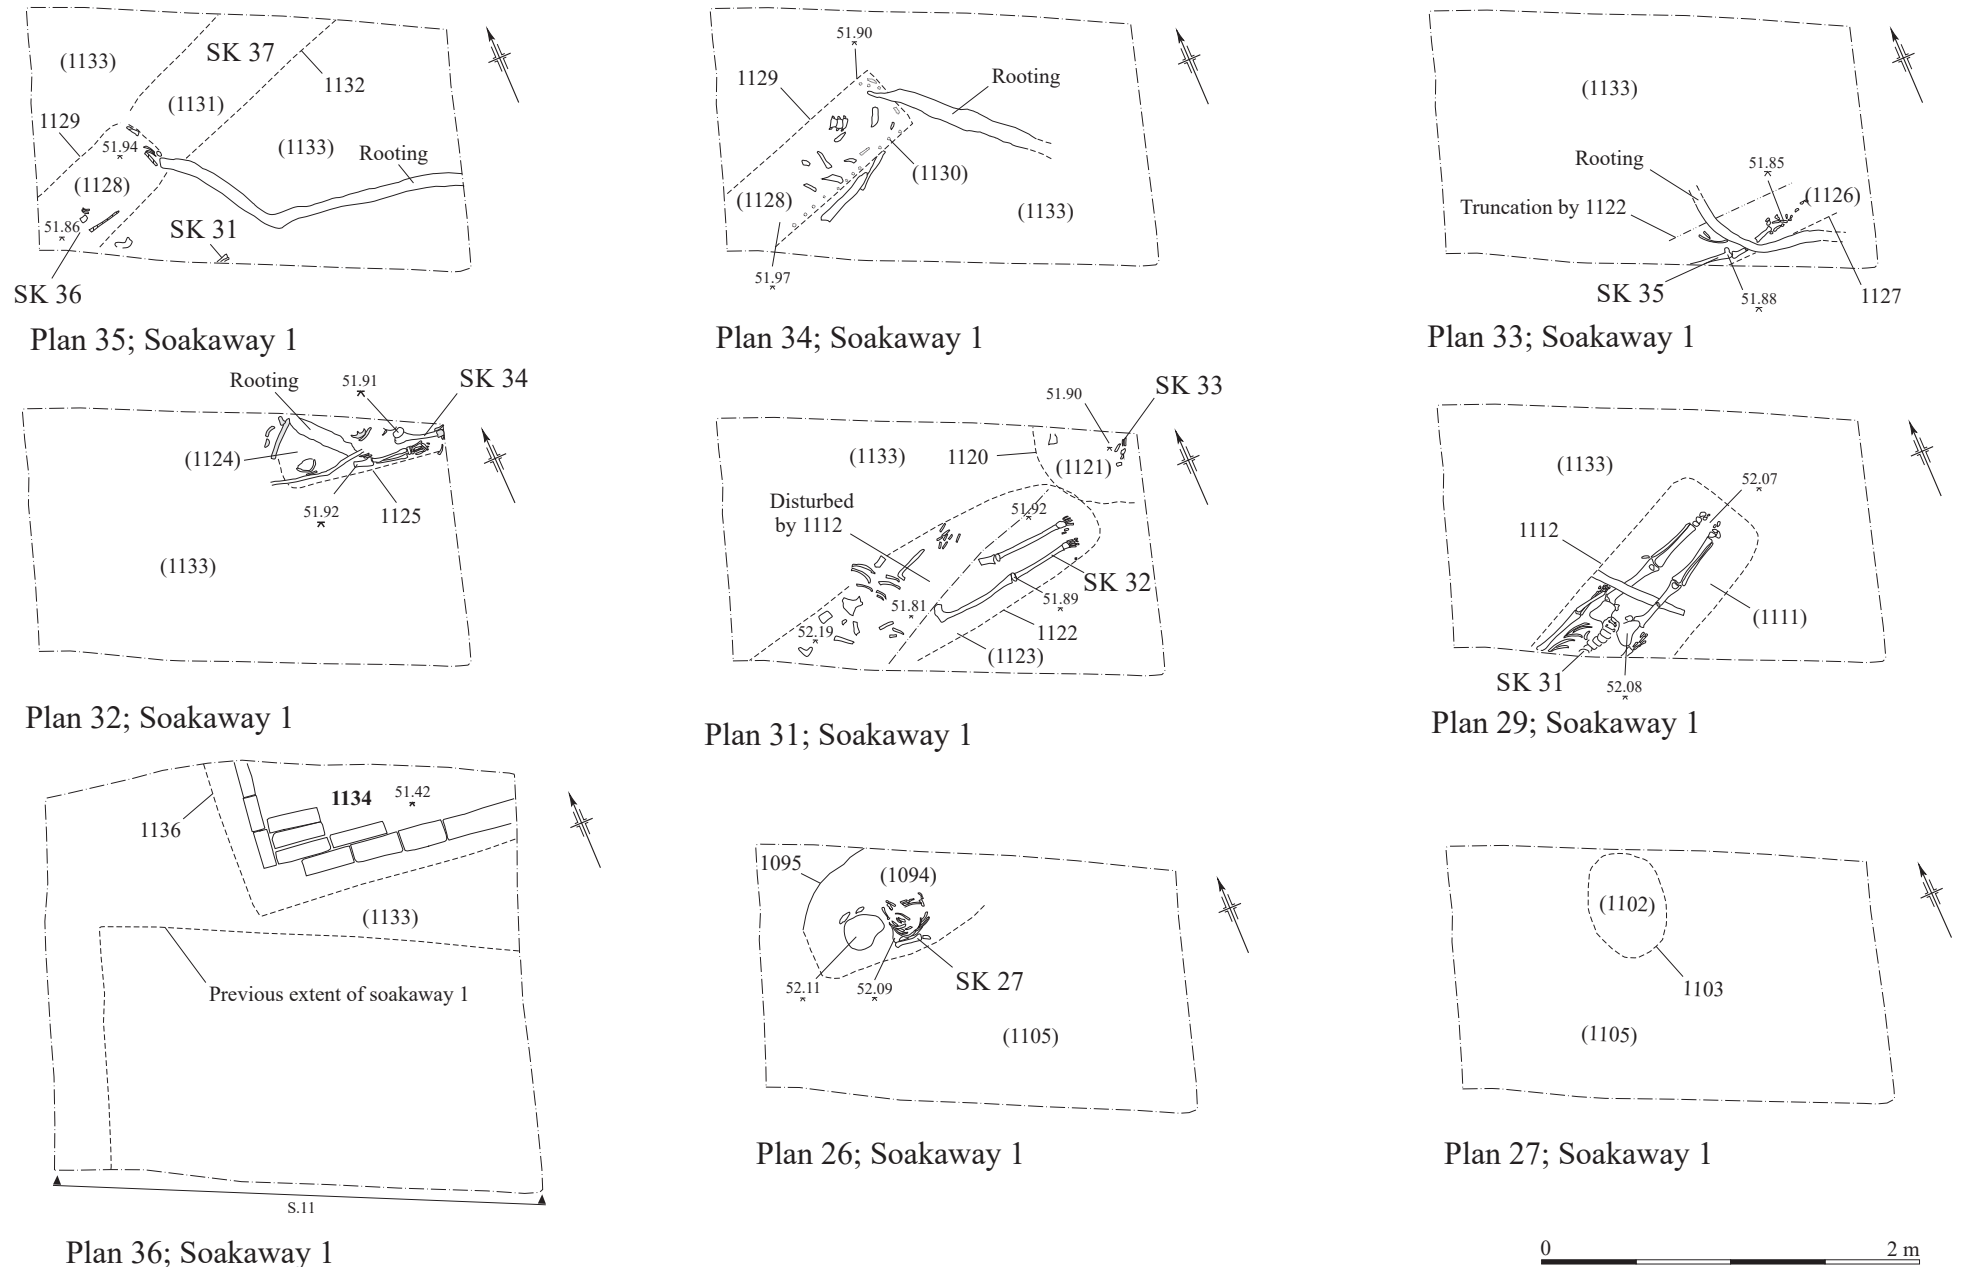 SK 37
(1133)
1132
(1131)
1129
51.94
(1133)
Rooting
(1128)
51.86
SK 31
SK 36
Plan 35; Soakaway 1
51.90
1129
Rooting
(1130)
(1128)
(1133)
51.97
Plan 34; Soakaway 1
(1133)
Rooting
51.85
(1126)
Truncation by 1122
SK 35
51.88
1127
Plan 33; Soakaway 1
Rooting
51.91
SK 34
(1124)
51.92
1125
(1133)
Plan 32; Soakaway 1
51.90
SK 33
(1133)
1120
(1121)
Disturbed
by 1112
51.92
SK 32
51.89
51.81
52.19
1122
(1123)
Plan 31; Soakaway 1
(1133)
52.07
1112
(1111)
SK 31
52.08
Plan 29; Soakaway 1
1134
51.42
1136
(1133)
Previous extent of soakaway 1
S.11
Plan 36; Soakaway 1
1095
(1094)
SK 27
52.11
52.09
(1105)
Plan 26; Soakaway 1
(1102)
1103
(1105)
Plan 27; Soakaway 1
0 2 m